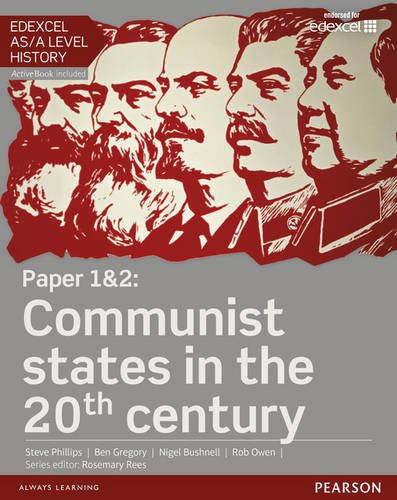 EDEXCEL
AS/A LEVEL
HISTORY
ActiveBook included
endorsed for
edexcel
Paper 1&2:
Communist
states in the
20th century
Steve Phillips | Ben Gregory | Nigel Bushnell | Rob Owen |
Series editor: Rosemary Rees
ALWAYS LEARNING
PEARSON